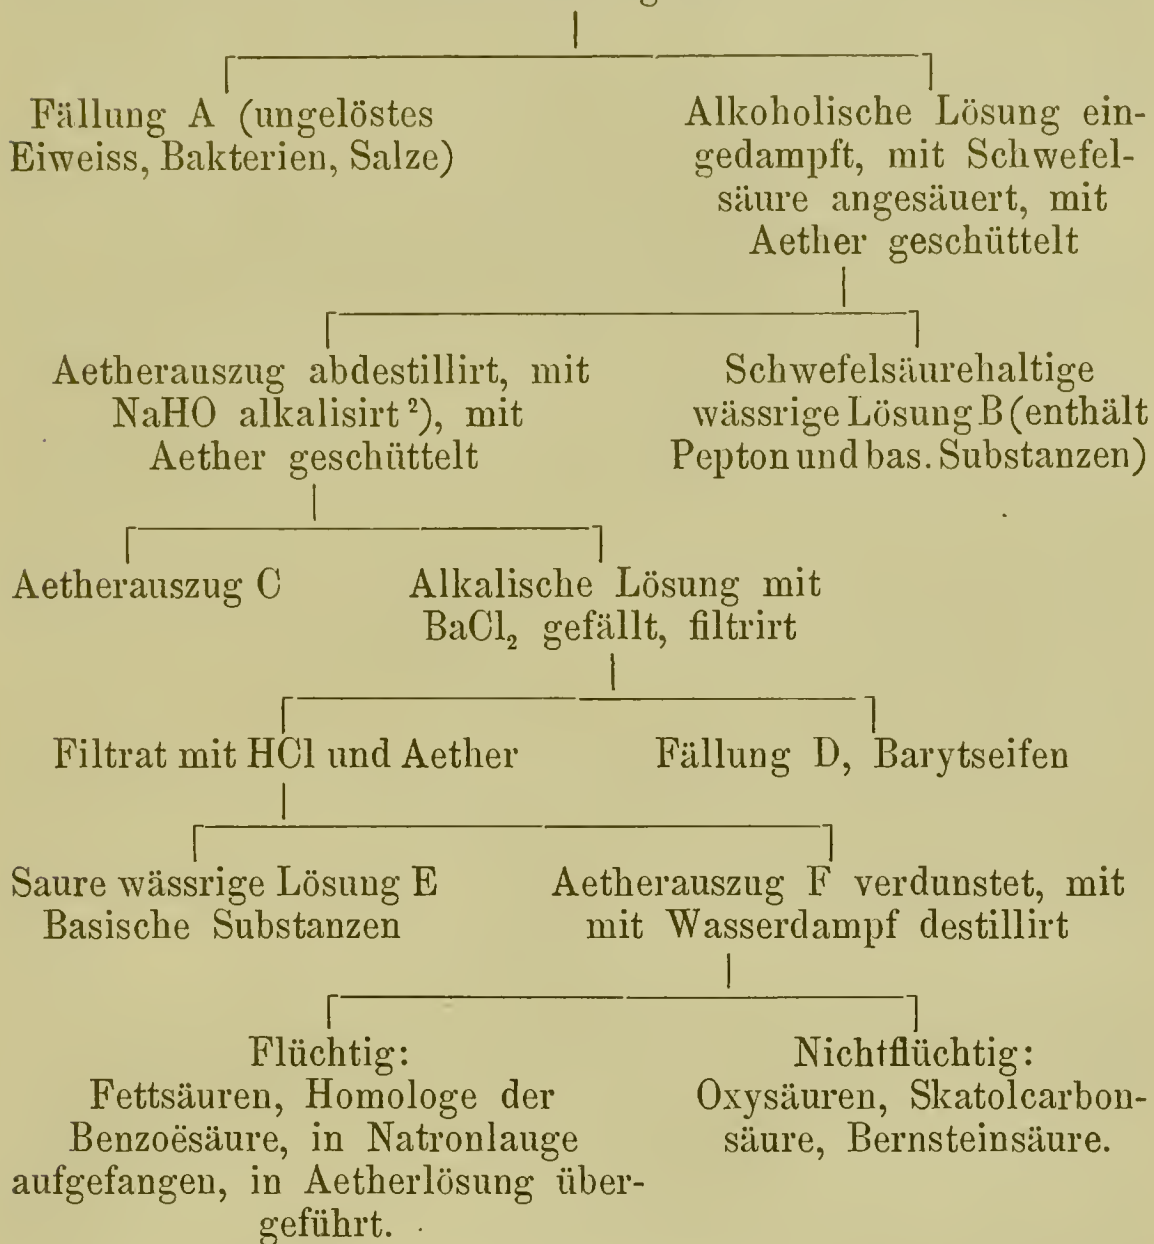 Fällung A (ungelöstes
Eiweiss, Bakterien, Salze)
Alkoholische Lösung ein-
gedampft, mit Schwefel-
säure angesäuert, mit
Aether geschüttelt
Aetherauszug abdestillirt, mit
NaHO alkalisirt ²), mit
Aether geschüttelt
Schwefelsäurehaltige
wässrige Lösung B (enthält
Pepton und bas. Substanzen)
Aetherauszug C
Alkalische Lösung mit
BaCl₂ gefällt, filtrirt
Filtrat mit HCl und Aether
Fällung D, Barytseifen
Saure wässrige Lösung E
Basische Substanzen
Aetherauszug F verdunstet, mit
mit Wasserdampf destillirt
Flüchtig:
Fettsäuren, Homologe der
Benzoësäure, in Natronlauge
aufgefangen, in Aetherlösung über-
geführt.
Nichtflüchtig:
Oxysäuren, Skatolcarbon-
säure, Bernsteinsäure.